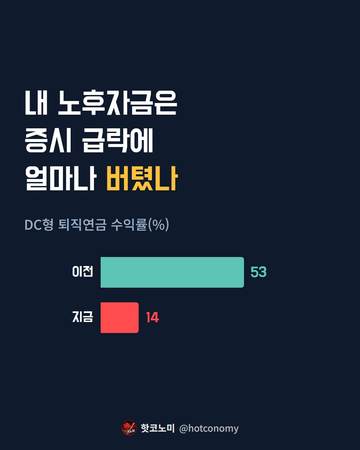 내 노후자금은
증시 급락에
얼마나 버텼나
DC형 퇴직연금 수익률(%)
이전 53
지금 14
핫코노미 @hotconomy